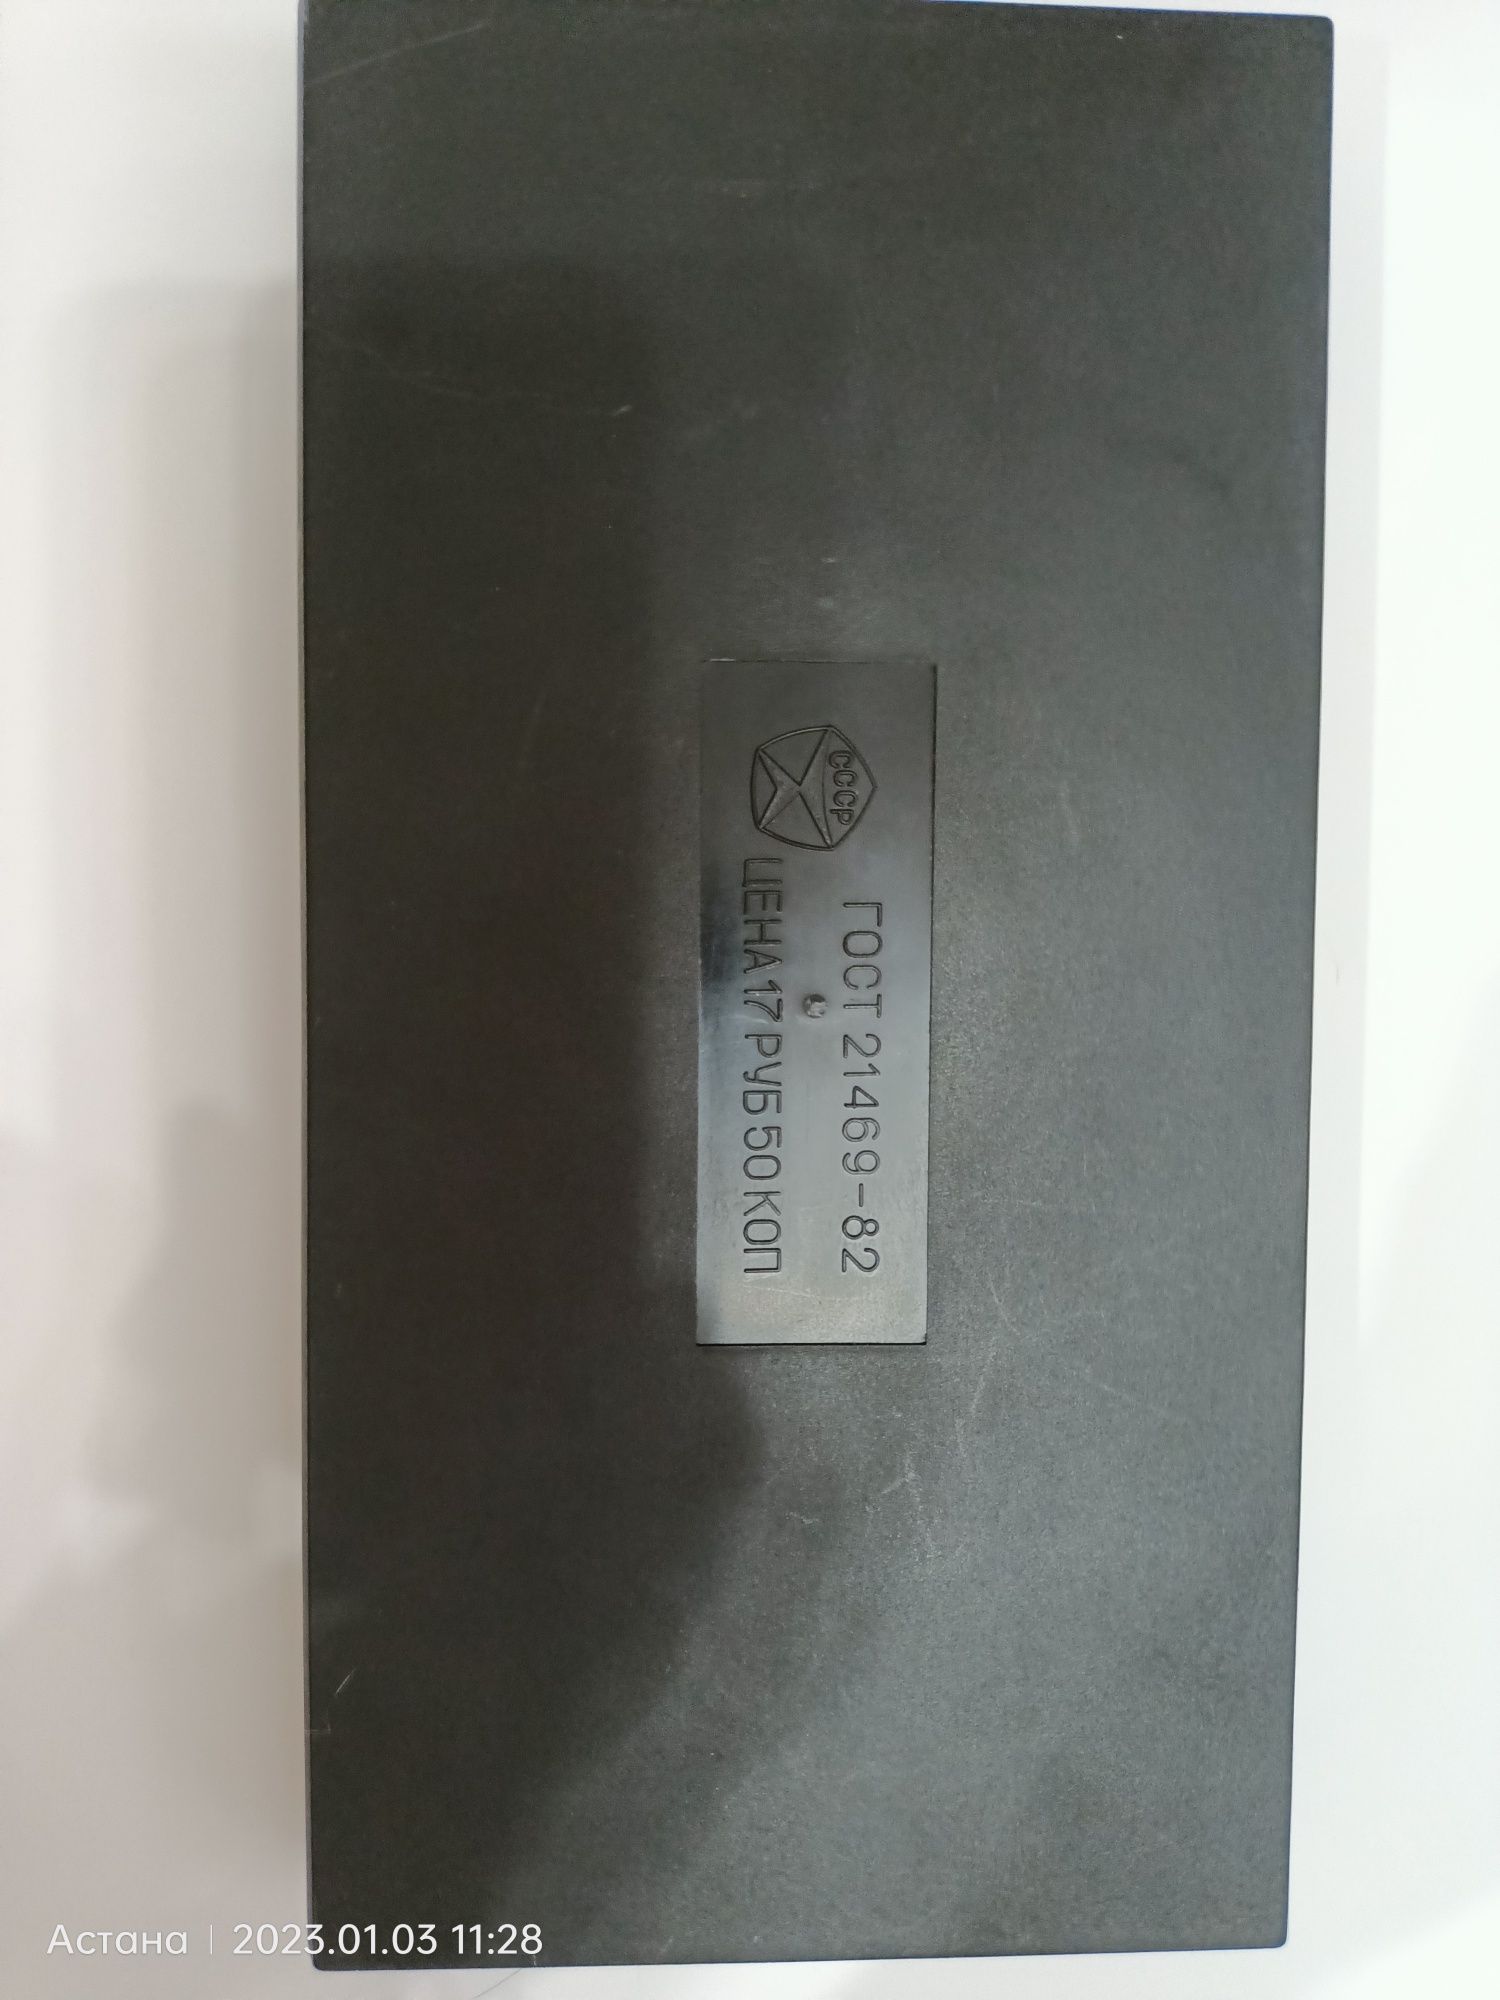 СССР
ГОСТ 21469-82
ЦЕНА 17 РУБ 50 КОП
Астана | 2023.01.03 11:28